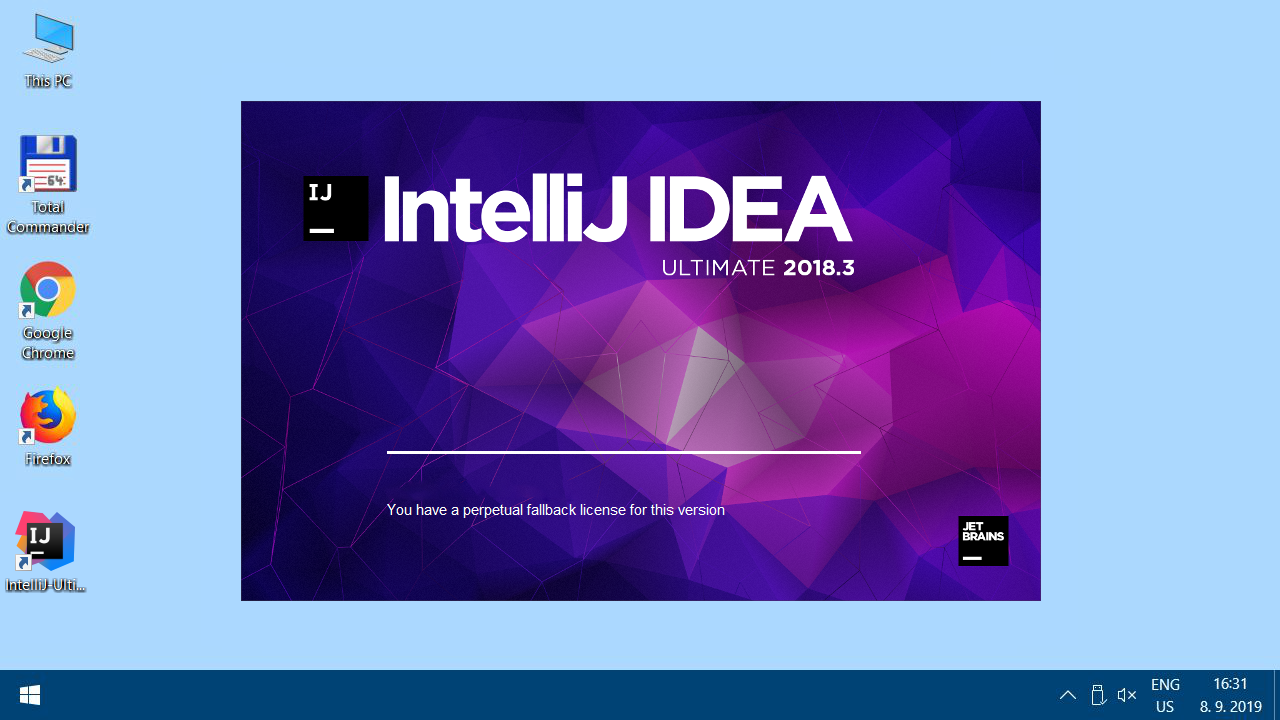 This PC
64
Total
Commander
Google
Chrome
Firefox
IJ
IntelliJ-Ulti...
IJ
IntelliJ IDEA
ULTIMATE 2018.3
You have a perpetual fallback license for this version
JET
BRAINS
ENG
US
16:31
8. 9. 2019